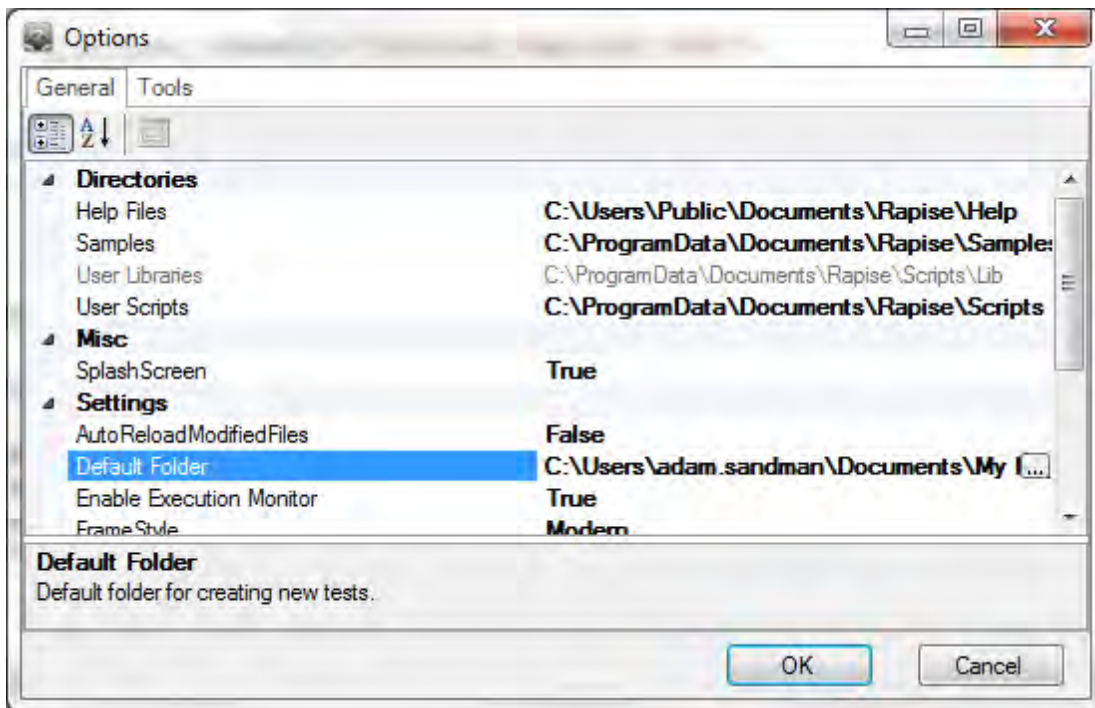 Options
General Tools
Directories
Help Files C:\Users\Public\Documents\Rapise\Help
Samples C:\ProgramData\Documents\Rapise\Samples
User Libraries C:\ProgramData\Documents\Rapise\Scripts\Lib
User Scripts C:\ProgramData\Documents\Rapise\Scripts
Misc
SplashScreen True
Settings
AutoReloadModifiedFiles False
Default Folder C:\Users\adam.sandman\Documents\My ...
Enable Execution Monitor True
FrameStyle Modern
Default Folder
Default folder for creating new tests.
OK Cancel